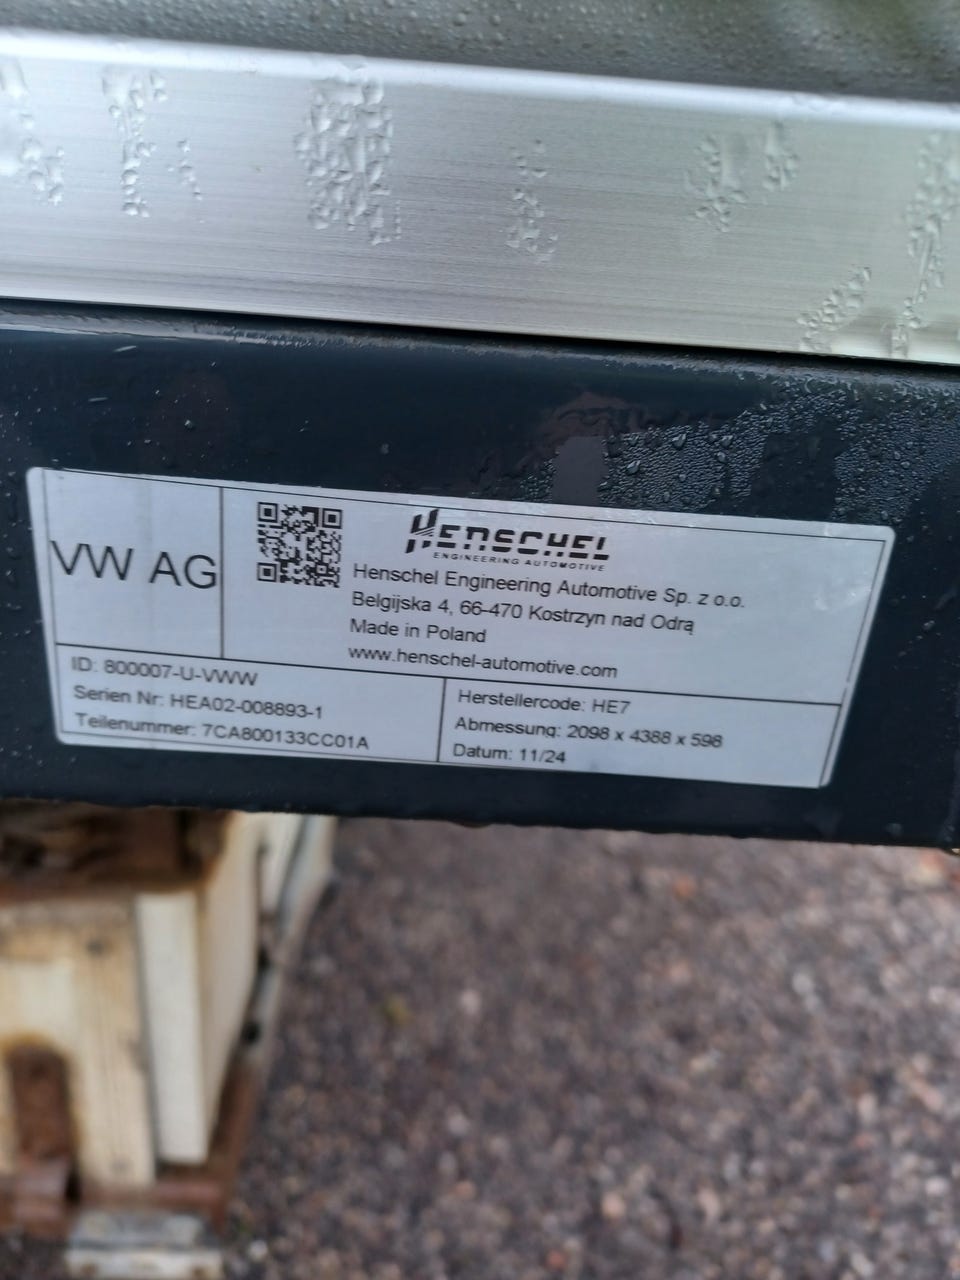 VW AG
HENSCHEL
ENGINEERING AUTOMOTIVE
Henschel Engineering Automotive Sp. z o.o.
Belgijska 4, 66-470 Kostrzyn nad Odrą
Made in Poland
www.henschel-automotive.com
ID: 800007-U-VWW
Serien Nr: HEA02-008893-1
Teilenummer: 7CA800133CC01A
Herstellercode: HE7
Abmessung: 2098 x 4388 x 598
Datum: 11/24